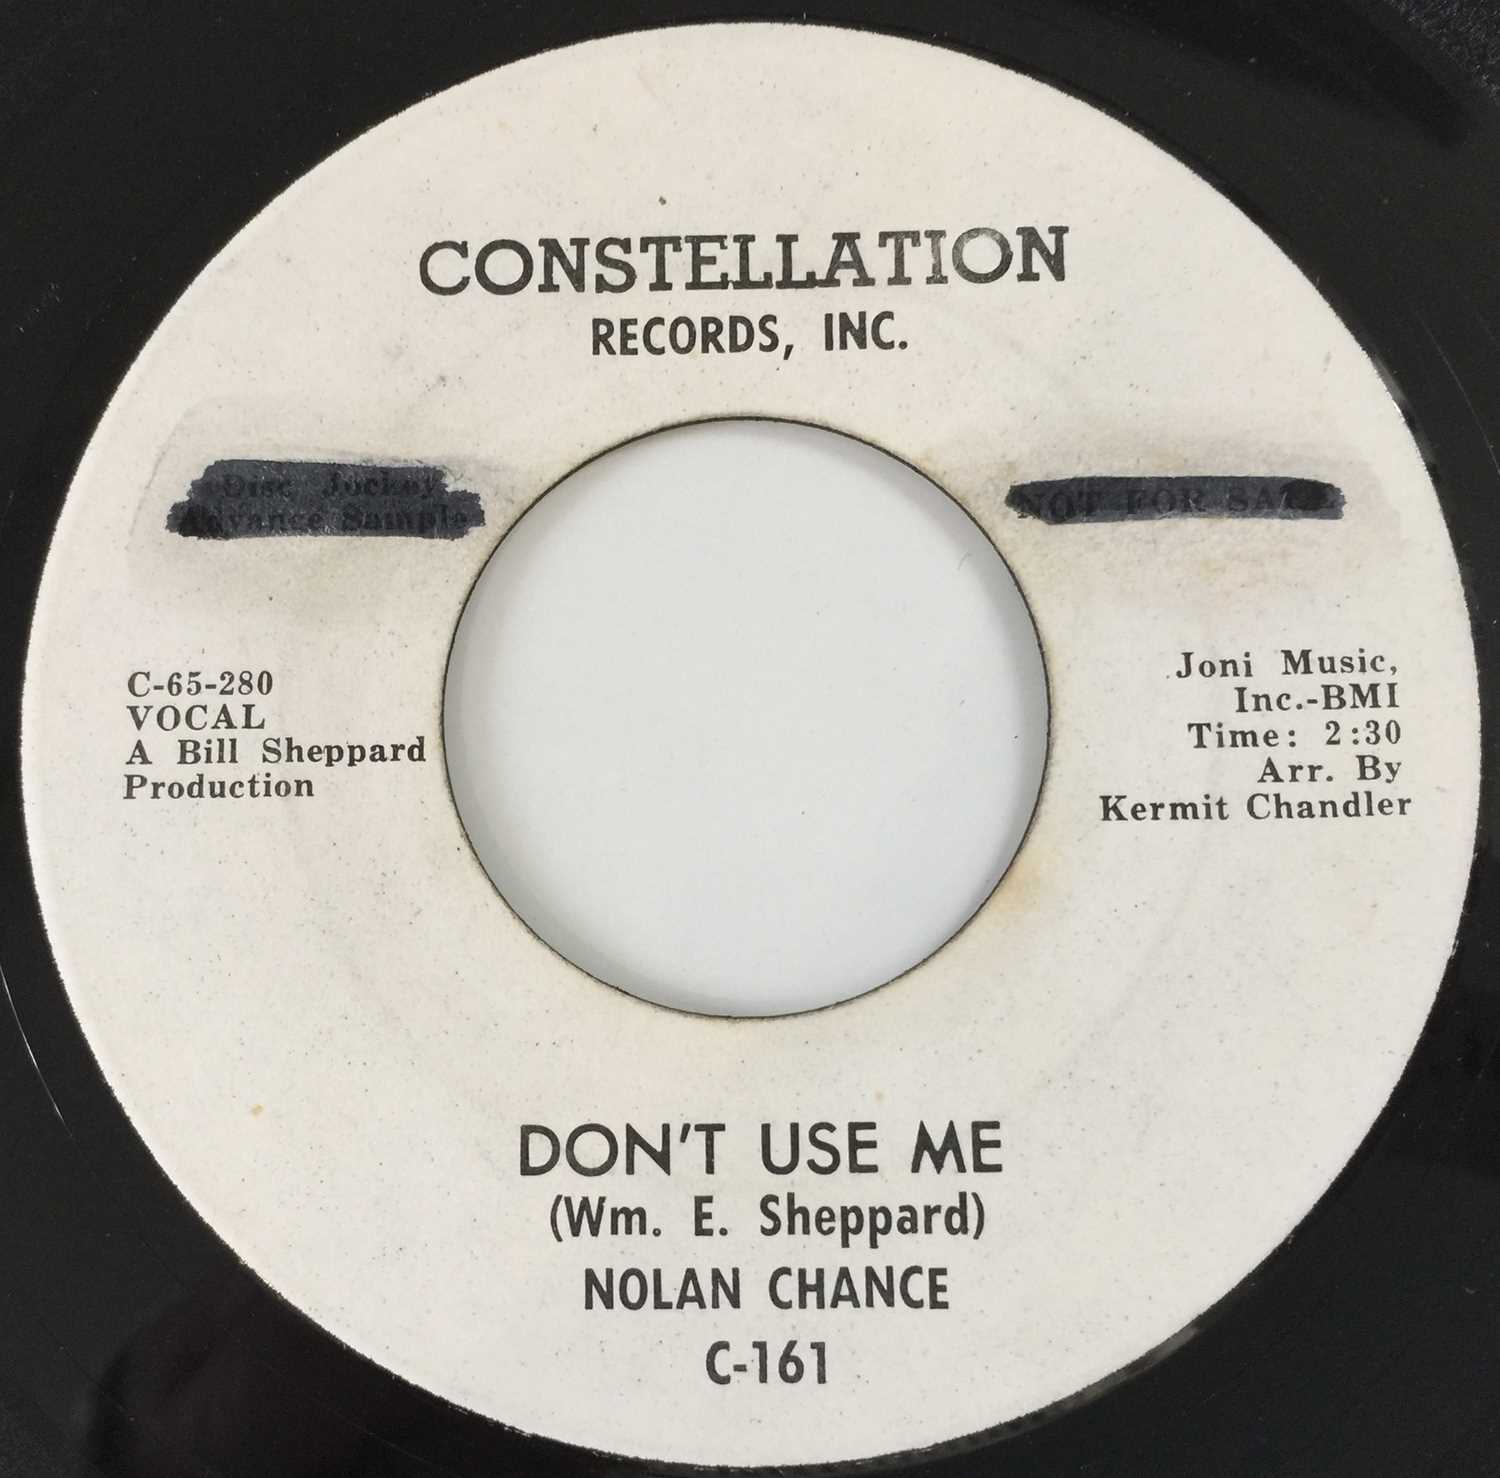 CONSTELLATION
RECORDS, INC.
Disc Jockey
Advance Sample
NOT FOR SALE
C-65-280
VOCAL
A Bill Sheppard
Production
Joni Music,
Inc.-BMI
Time: 2:30
Arr. By
Kermit Chandler
DON'T USE ME
(Wm. E. Sheppard)
NOLAN CHANCE
C-161